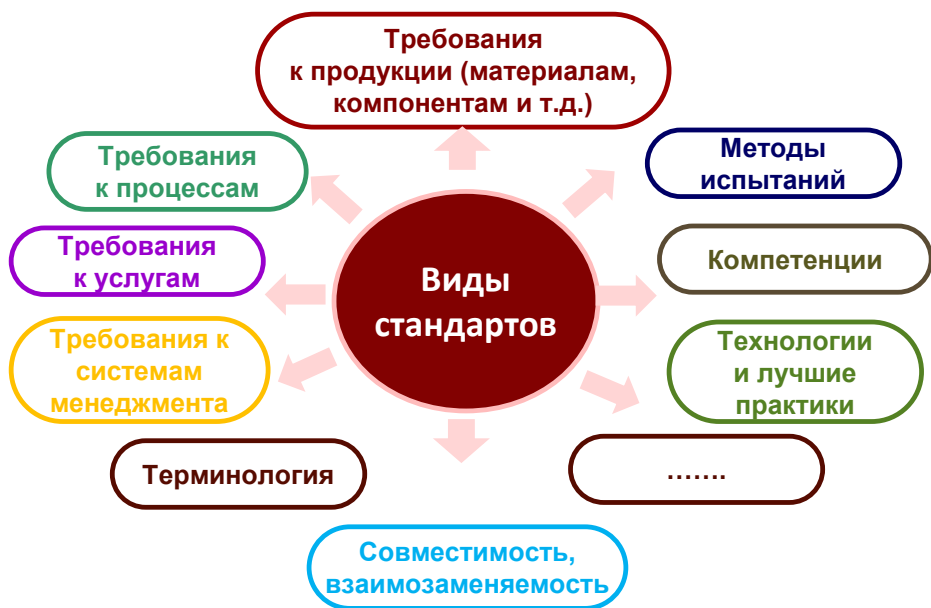 Требования
к продукции (материалам,
компонентам и т.д.)
Требования
к процессам
Методы
испытаний
Требования
к услугам
Компетенции
Виды
стандартов
Требования к
системам
менеджмента
Технологии
и лучшие
практики
Терминология
…….
Совместимость,
взаимозаменяемость